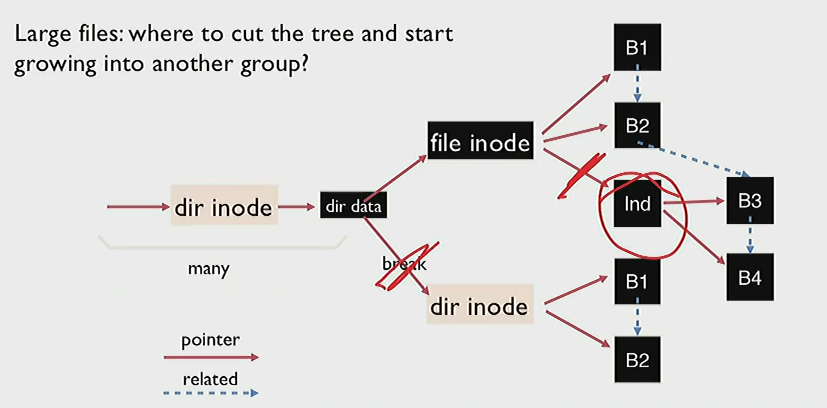 Large files: where to cut the tree and start
growing into another group?
B1
B2
file inode
dir inode
dir data
Ind
B3
many
break
B1
B4
dir inode
pointer
B2
related